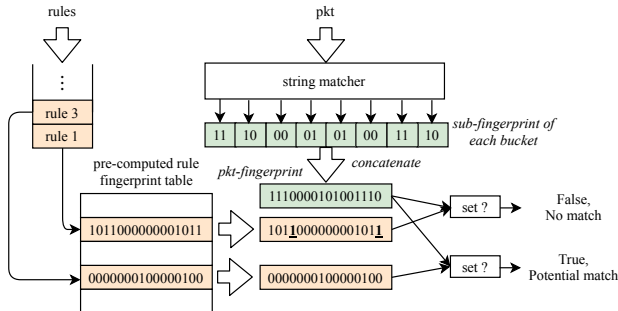 rules
pkt
⋮
string matcher
rule 3
rule 1
11 10 00 01 01 00 11 10
sub-fingerprint of
each bucket
pre-computed rule
fingerprint table
pkt-fingerprint
concatenate
1110000101001110
set ?
False,
No match
1011000000001011
1011000000001011
True,
Potential match
set ?
0000000100000100
0000000100000100